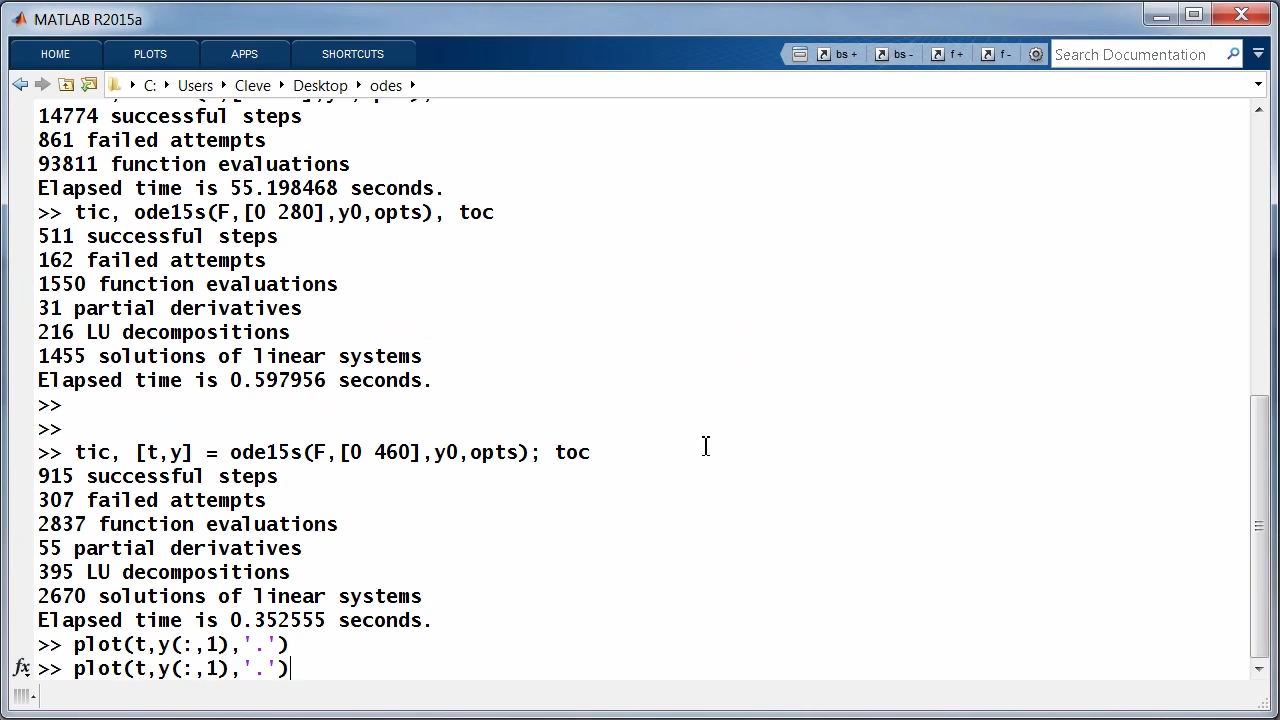 MATLAB R2015a
HOME PLOTS APPS SHORTCUTS bs + bs - f + f - Search Documentation
C: Users Cleve Desktop odes
14774 successful steps
861 failed attempts
93811 function evaluations
Elapsed time is 55.198468 seconds.
>> tic, ode15s(F,[0 280],y0,opts), toc
511 successful steps
162 failed attempts
1550 function evaluations
31 partial derivatives
216 LU decompositions
1455 solutions of linear systems
Elapsed time is 0.597956 seconds.
>>
>>
>> tic, [t,y] = ode15s(F,[0 460],y0,opts); toc
915 successful steps
307 failed attempts
2837 function evaluations
55 partial derivatives
395 LU decompositions
2670 solutions of linear systems
Elapsed time is 0.352555 seconds.
>> plot(t,y(:,1),'.')
fx >> plot(t,y(:,1),'.')